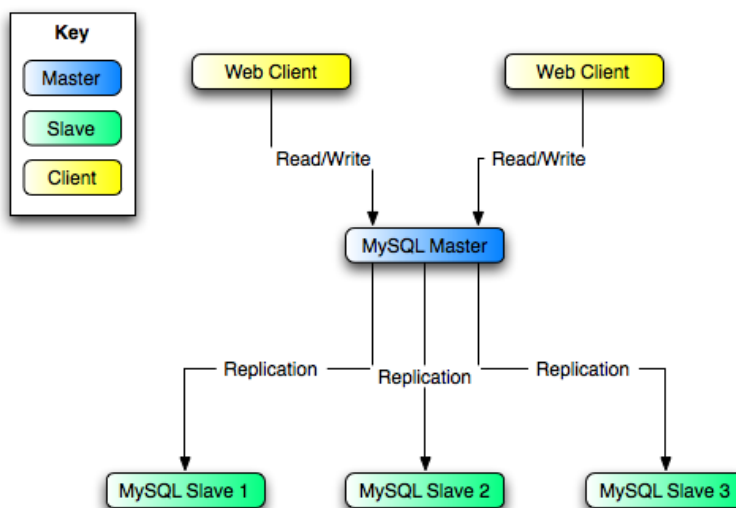 Key
Master
Slave
Client
Web Client
Web Client
Read/Write
Read/Write
MySQL Master
Replication
Replication
Replication
MySQL Slave 1
MySQL Slave 2
MySQL Slave 3